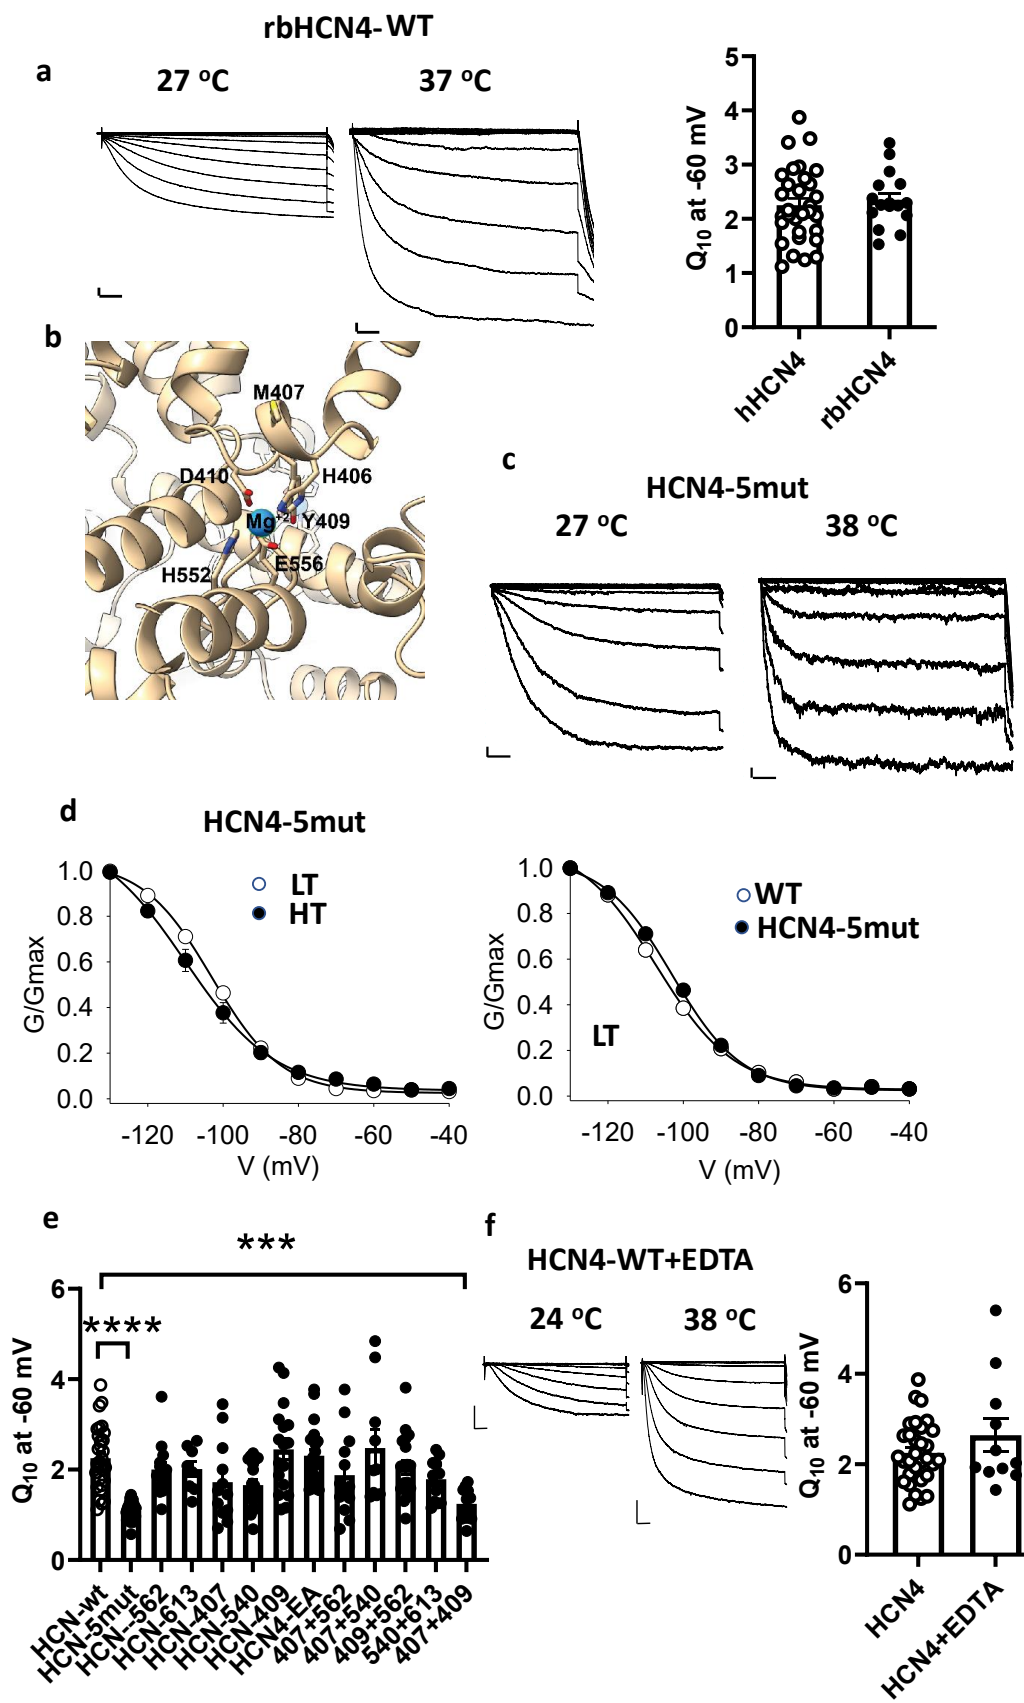 rbHCN4-WT
a
27 °C
37 °C
Q10 at -60 mV
5
4
3
2
1
0
hHCN4
rbHCN4
b
M407
D410
H406
Mg+2
Y409
E556
H552
c
HCN4-5mut
27 °C
38 °C
d
HCN4-5mut
LT
HT
G/Gmax
1.0
0.8
0.6
0.4
0.2
0.0
-120 -100 -80 -60 -40
V (mV)
WT
HCN4-5mut
LT
G/Gmax
1.0
0.8
0.6
0.4
0.2
0.0
-120 -100 -80 -60 -40
V (mV)
e
***
****
Q10 at -60 mV
6
4
2
0
HCN-wt
HCN-5mut
HCN--562
HCN-613
HCN-407
HCN-540
HCN-409
HCN4-EA
407+562
407+540
409+562
540+613
407+409
f
HCN4-WT+EDTA
24 °C
38 °C
Q10 at -60 mV
6
4
2
0
HCN4
HCN4+EDTA